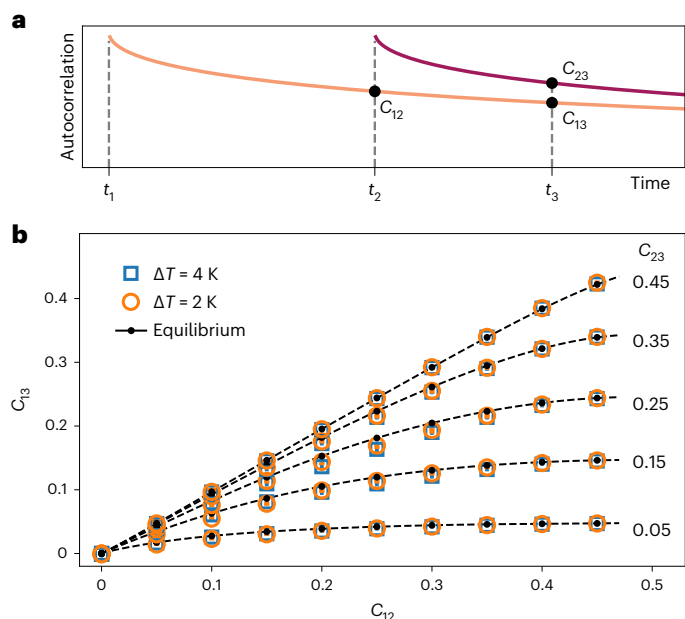 a
Autocorrelation
C12
C23
C13
t1
t2
t3
Time
b
C13
ΔT = 4 K
ΔT = 2 K
Equilibrium
C23
0.45
0.35
0.25
0.15
0.05
0.4
0.3
0.2
0.1
0
0
0.1
0.2
0.3
0.4
0.5
C12